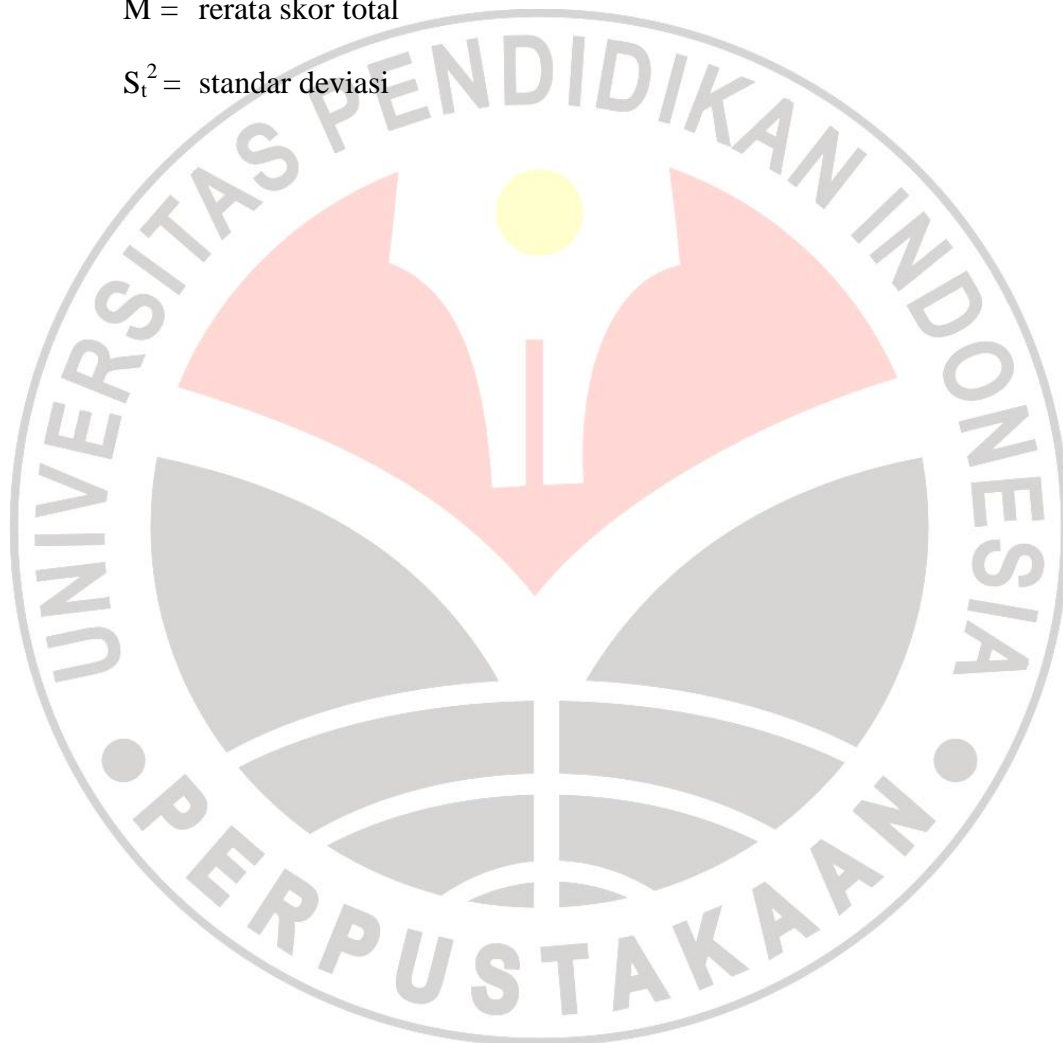 M = rerata skor total
S_t^2 = standar deviasi
UNIVERSITAS PENDIDIKAN INDONESIA
• PERPUSTAKAAN •